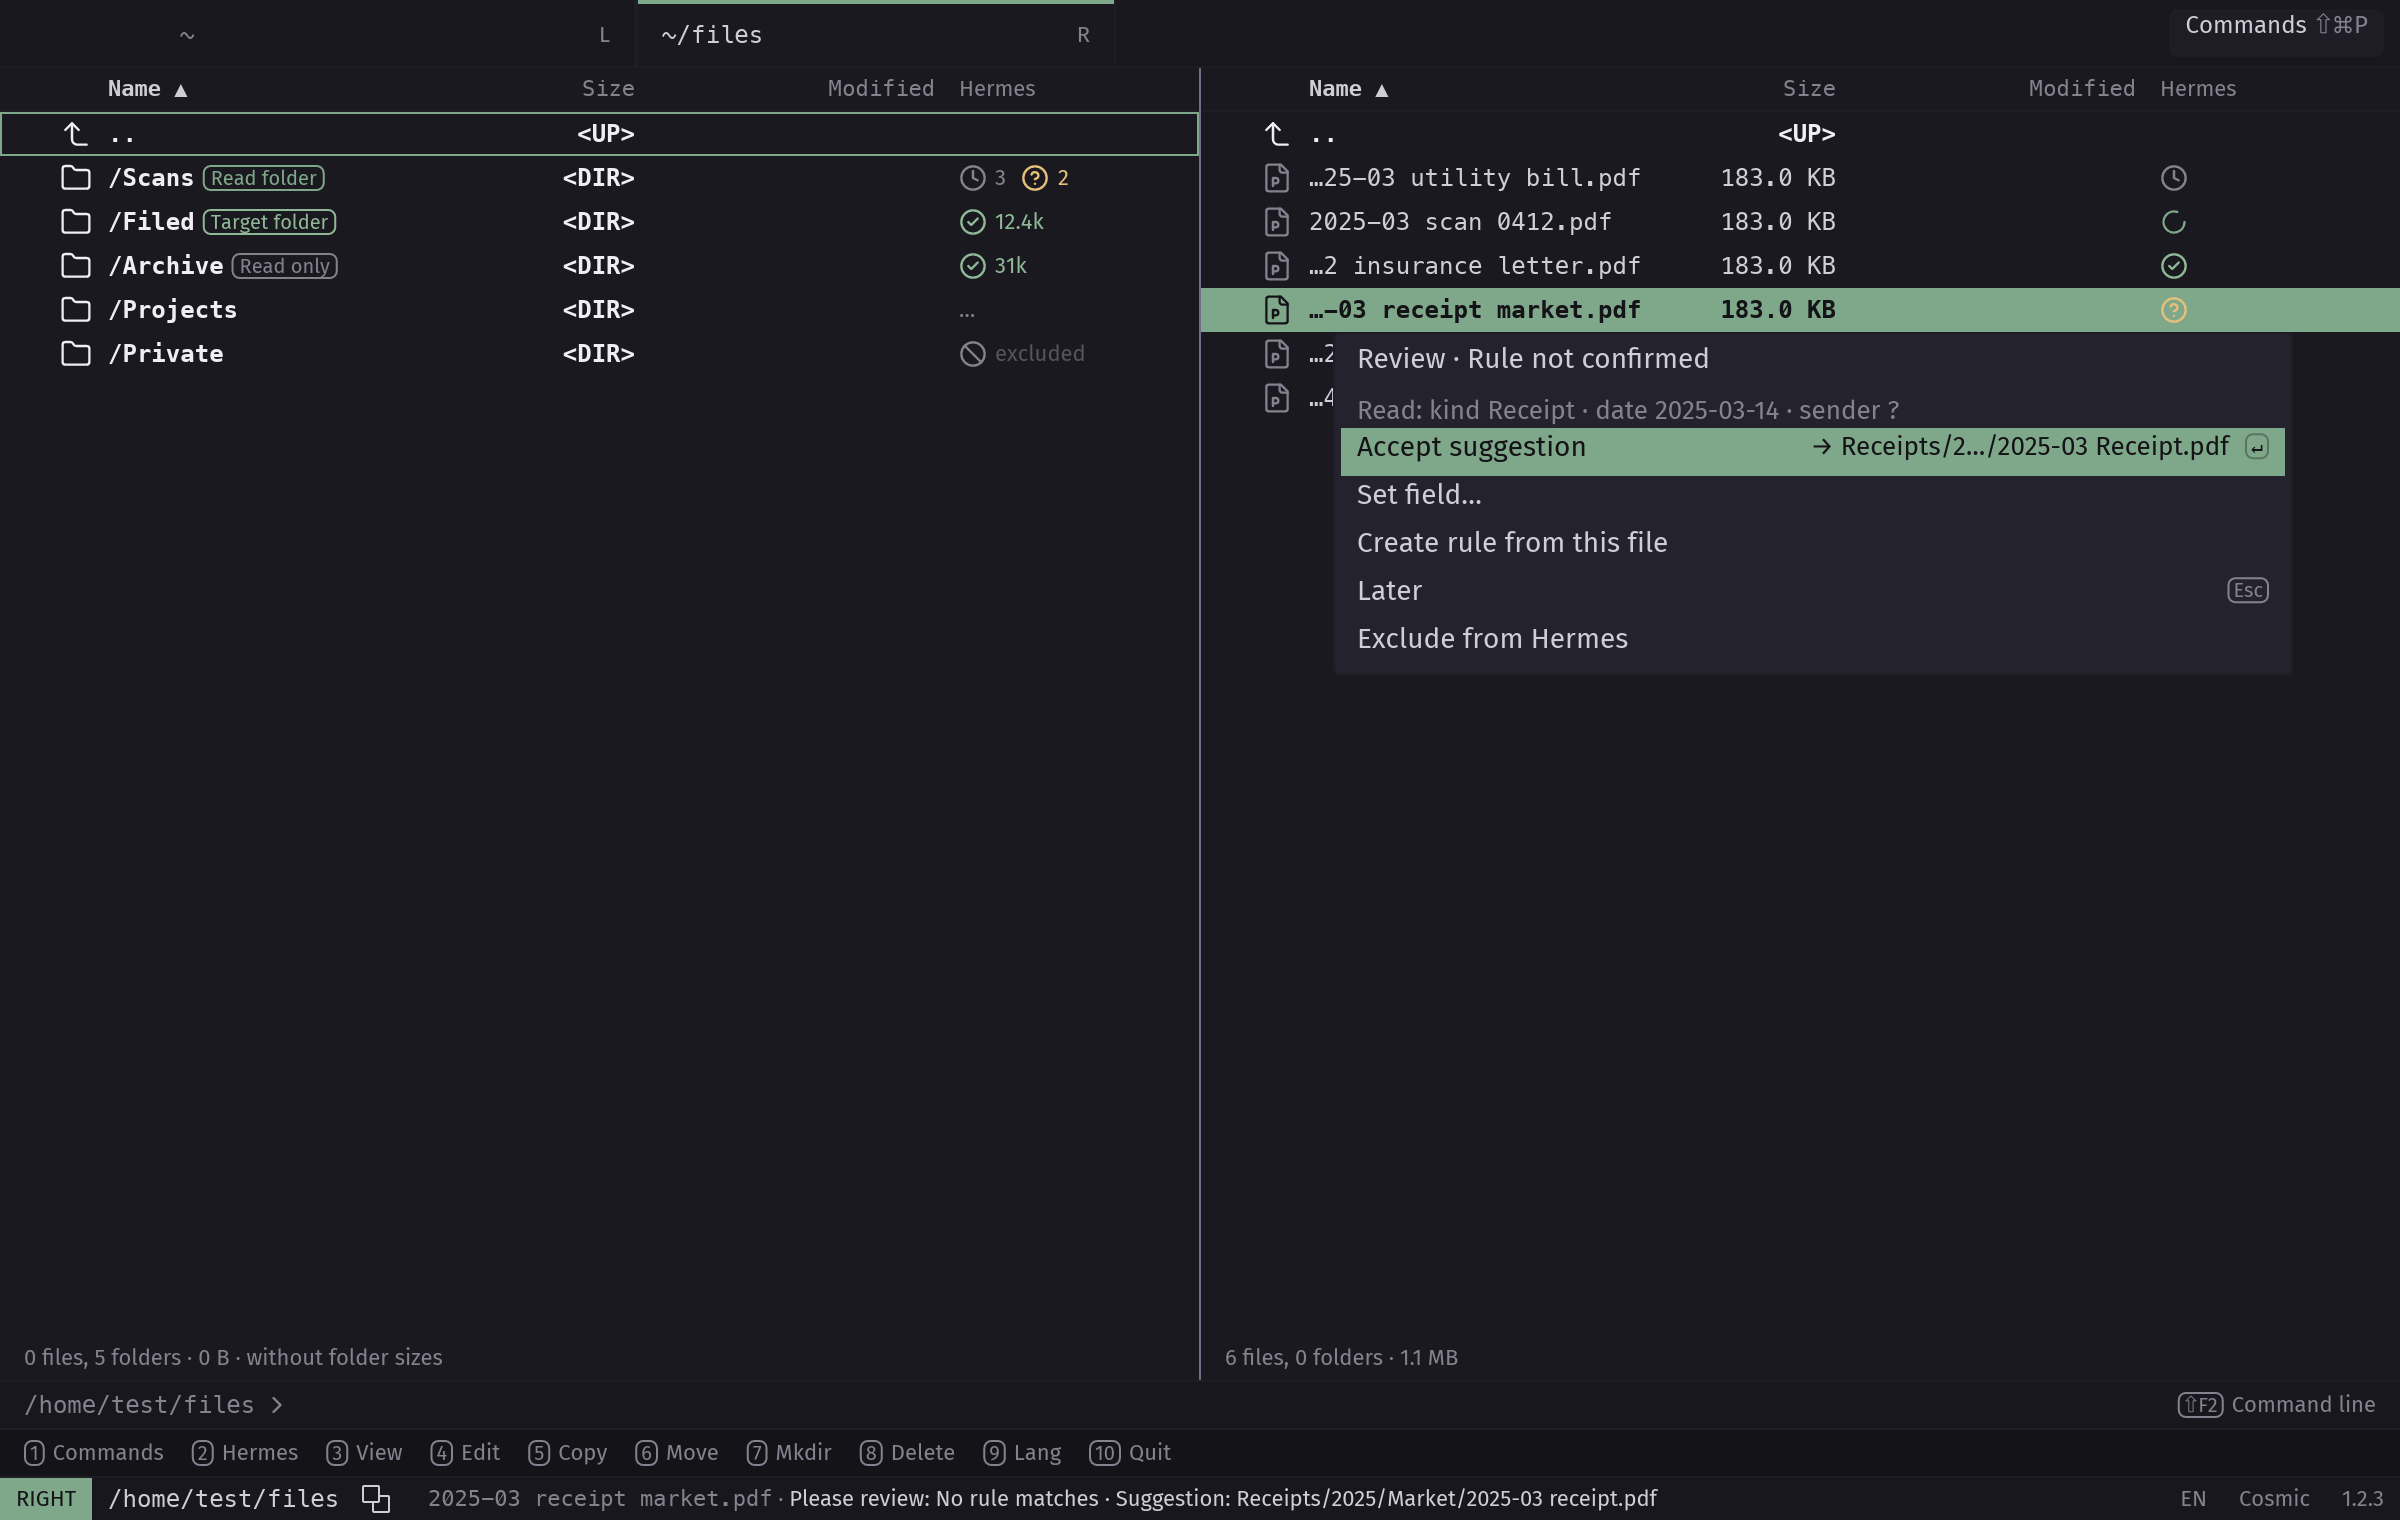 ~ L ~/files R Commands ⇧⌘P
Name ▲ Size Modified Hermes
.. <UP>
/Scans Read folder <DIR> 3 2
/Filed Target folder <DIR> 12.4k
/Archive Read only <DIR> 31k
/Projects <DIR> …
/Private <DIR> excluded
0 files, 5 folders · 0 B · without folder sizes
Name ▲ Size Modified Hermes
.. <UP>
…25-03 utility bill.pdf 183.0 KB
2025-03 scan 0412.pdf 183.0 KB
…2 insurance letter.pdf 183.0 KB
…-03 receipt market.pdf 183.0 KB
…2
…4
Review · Rule not confirmed
Read: kind Receipt · date 2025-03-14 · sender ?
Accept suggestion → Receipts/2…/2025-03 Receipt.pdf ↵
Set field…
Create rule from this file
Later Esc
Exclude from Hermes
6 files, 0 folders · 1.1 MB
/home/test/files > ⇧F2 Command line
1 Commands 2 Hermes 3 View 4 Edit 5 Copy 6 Move 7 Mkdir 8 Delete 9 Lang 10 Quit
RIGHT /home/test/files 2025-03 receipt market.pdf · Please review: No rule matches · Suggestion: Receipts/2025/Market/2025-03 receipt.pdf EN Cosmic 1.2.3